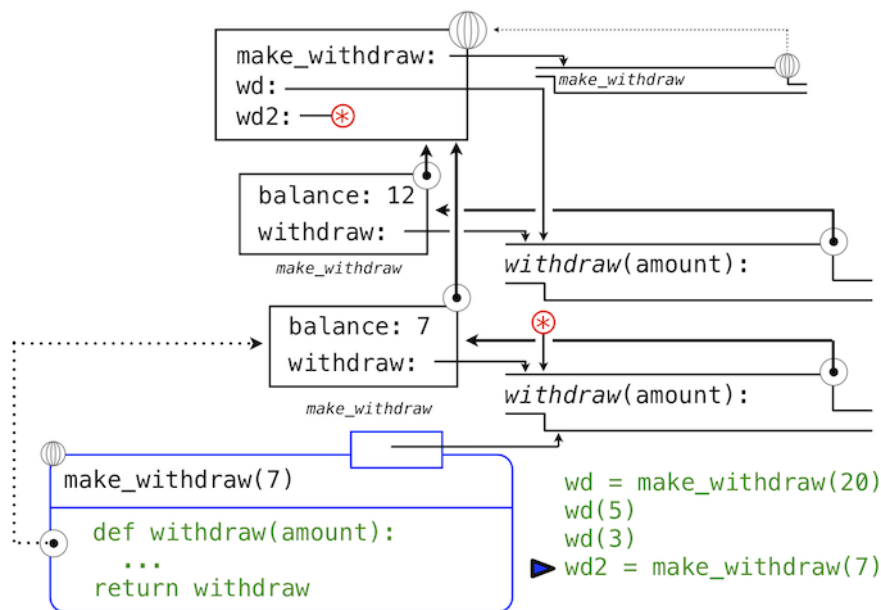 make_withdraw:
make_withdraw
wd:
wd2:
balance: 12
withdraw:
make_withdraw
withdraw(amount):
balance: 7
withdraw:
make_withdraw
withdraw(amount):
make_withdraw(7)
def withdraw(amount):
...
return withdraw
wd = make_withdraw(20)
wd(5)
wd(3)
wd2 = make_withdraw(7)